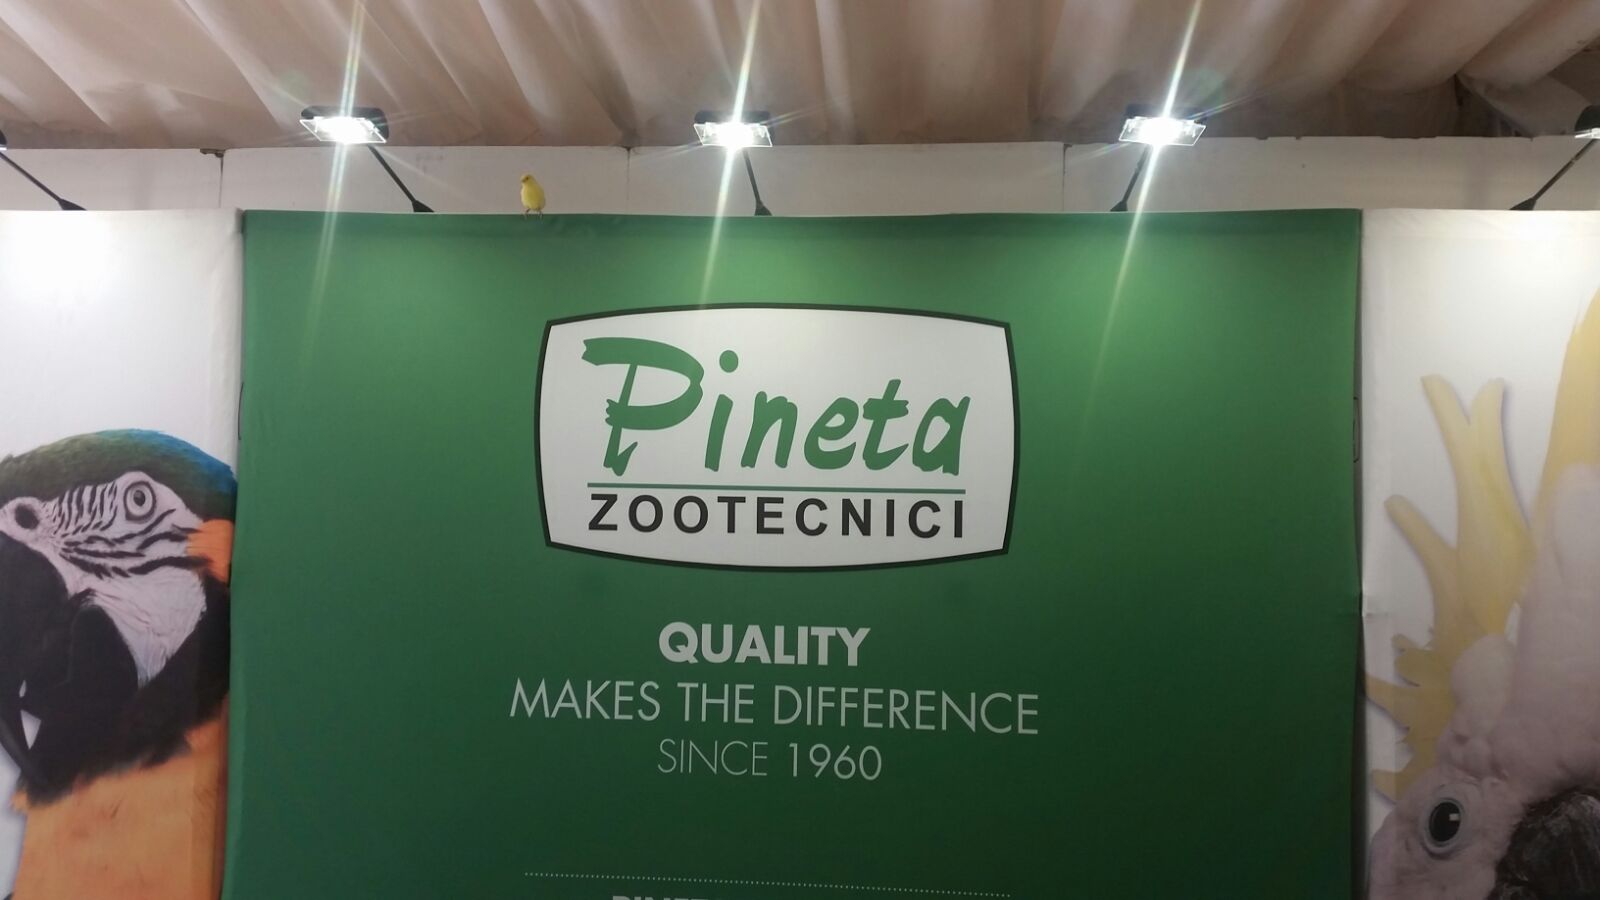 Pineta
ZOOTECNICI
QUALITY
MAKES THE DIFFERENCE
SINCE 1960